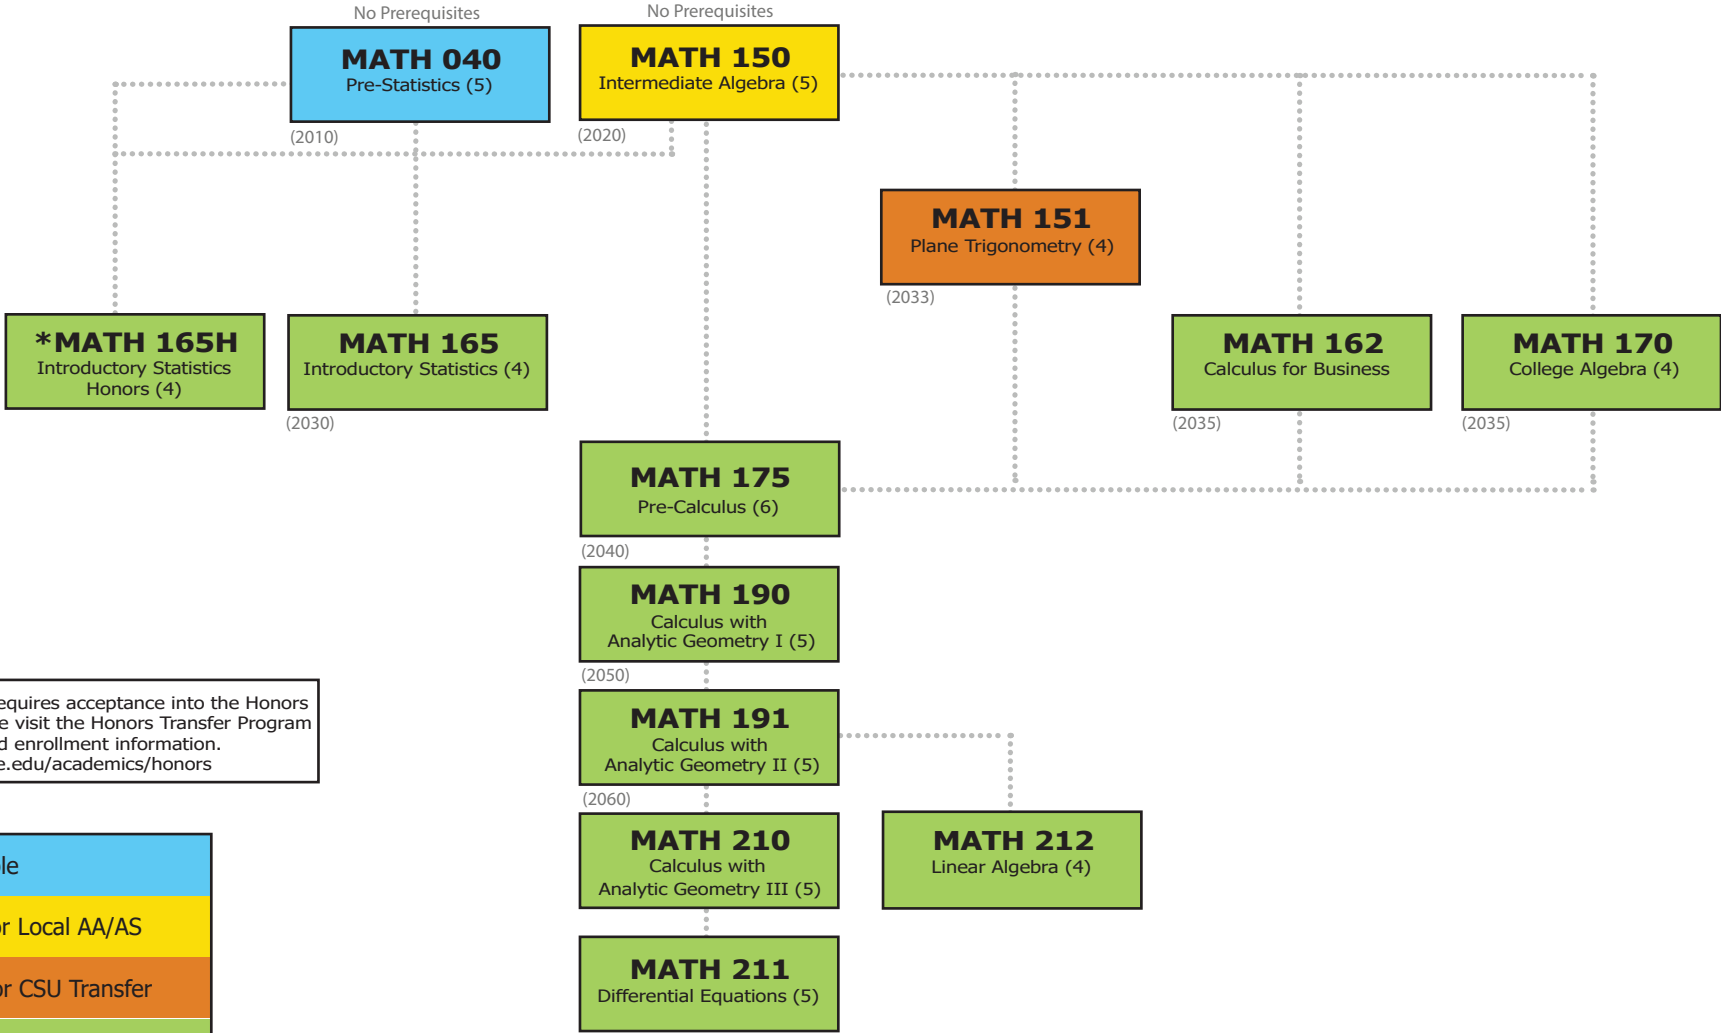 No Prerequisites
No Prerequisites
MATH 040
Pre-Statistics (5)
(2010)
MATH 150
Intermediate Algebra (5)
(2020)
MATH 151
Plane Trigonometry (4)
(2033)
*MATH 165H
Introductory Statistics
Honors (4)
MATH 165
Introductory Statistics (4)
(2030)
MATH 162
Calculus for Business
(2035)
MATH 170
College Algebra (4)
(2035)
MATH 175
Pre-Calculus (6)
(2040)
MATH 190
Calculus with
Analytic Geometry I (5)
(2050)
MATH 191
Calculus with
Analytic Geometry II (5)
(2060)
MATH 210
Calculus with
Analytic Geometry III (5)
MATH 212
Linear Algebra (4)
MATH 211
Differential Equations (5)
equires acceptance into the Honors
e visit the Honors Transfer Program
d enrollment information.
e.edu/academics/honors
le
or Local AA/AS
or CSU Transfer